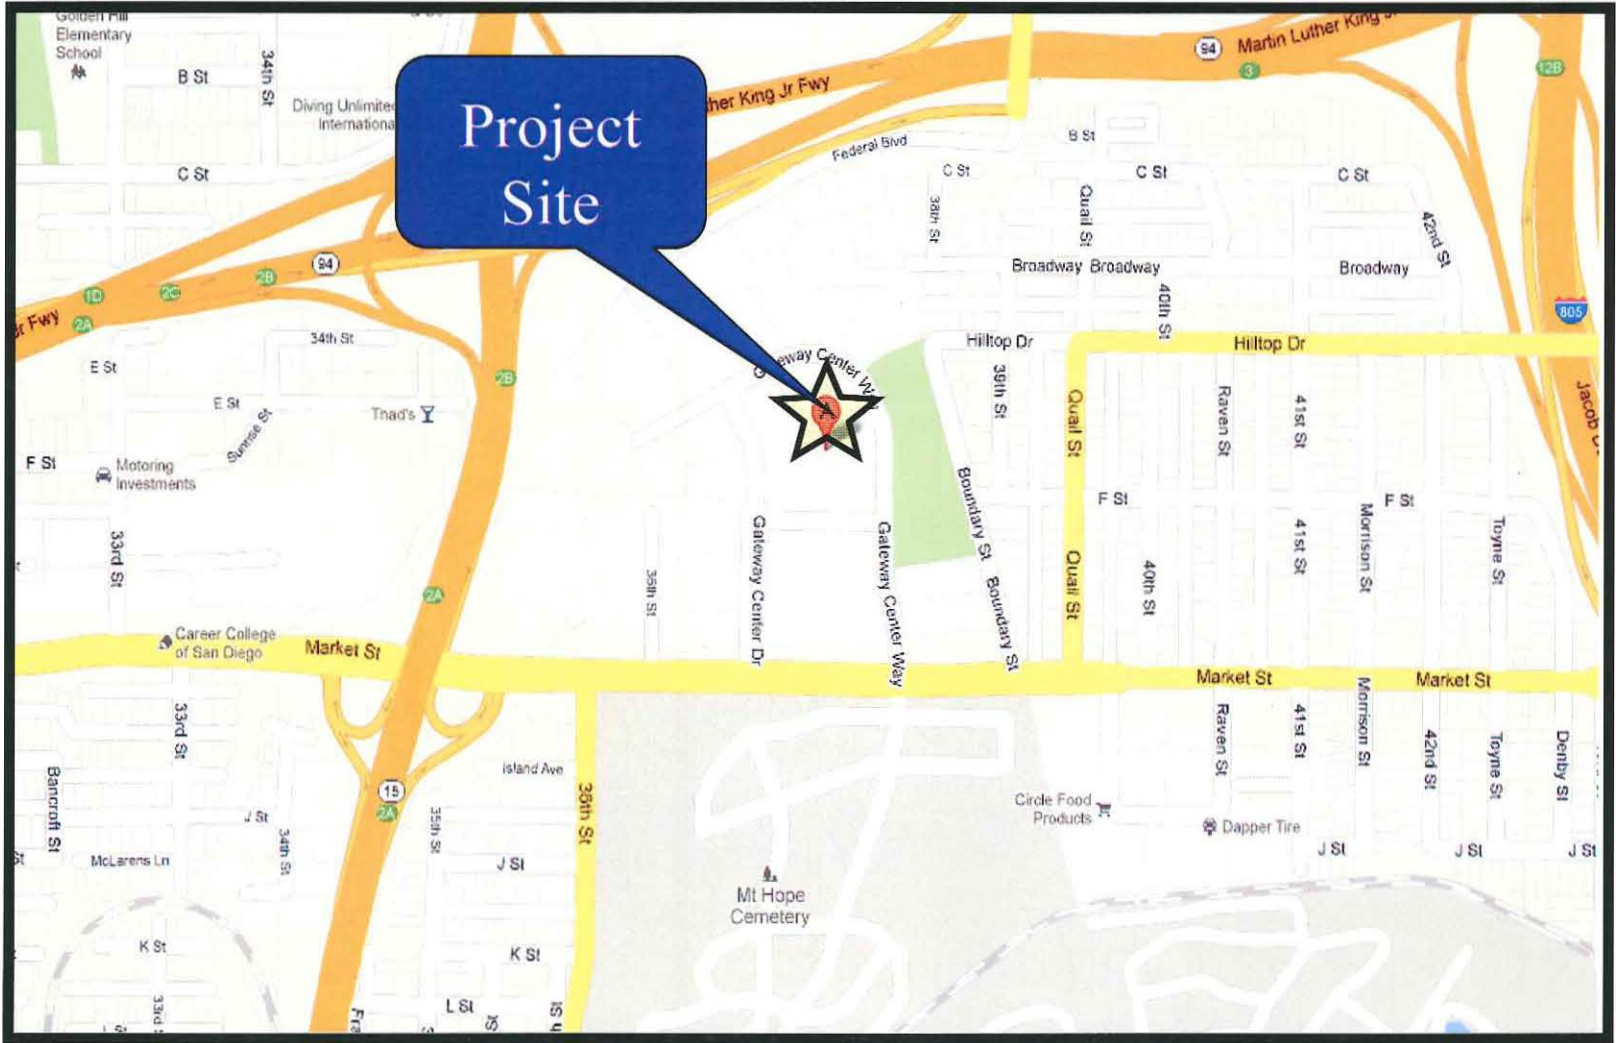 Golden Hill
Elementary
School
B St
34th St
Diving Unlimited
International
C St
Project
Site
ther King Jr Fwy
94
Martin Luther King Jr
3
12B
Federal Blvd
B St
C St
C St
C St
38th St
Quail St
42nd St
Broadway
Broadway
Broadway
40th St
94
2B
2C
1D
2A
Jr Fwy
805
34th St
E St
E St
Sunrise St
Thad's
2B
Hilltop Dr
Hilltop Dr
eway Center W
39th St
Quail St
Raven St
41st St
Jacob D
F St
Motoring
Investments
33rd St
Boundary St
F St
F St
Gateway Center Dr
Gateway Center Way
Boundary St
Quail St
40th St
41st St
Morrison St
Toyne St
36th St
2A
Career College
of San Diego
Market St
Market St
Market St
33rd St
Raven St
41st St
Morrison St
42nd St
Toyne St
Denby St
Bancroft St
Island Ave
15
2A
36th St
35th St
J St
34th St
McLarens Ln
J St
Circle Food
Products
Dapper Tire
J St
J St
J St
St
Mt Hope
Cemetery
K St
K St
33rd
L St
L St
Fra
St